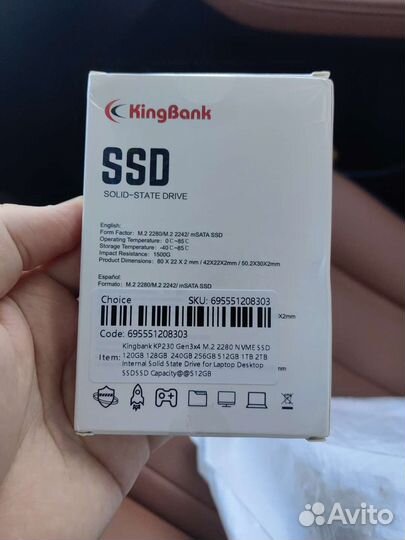 KingBank
SSD
SOLID-STATE DRIVE
English:
Form Factor: M.2 2280/M.2 2242/ mSATA SSD
Operating Temperature: 0℃~85℃
Storage Temperature: -40℃~85℃
Impact Resistance: 1500G
Product Dimensions: 80 X 22 X 2 mm / 42X22X2mm / 50.2X30X2mm
Español:
Formato: M.2 2280/M.2 2242/ mSATA SSD
Choice SKU: 695551208303
X2mm
Code: 695551208303
Kingbank KP230 Gen3x4 M.2 2280 NVME SSD
Item: 120GB 128GB 240GB 256GB 512GB 1TB 2TB
Internal Solid State Drive for Laptop Desktop
SSDSSD Capacity@@512GB
Avito